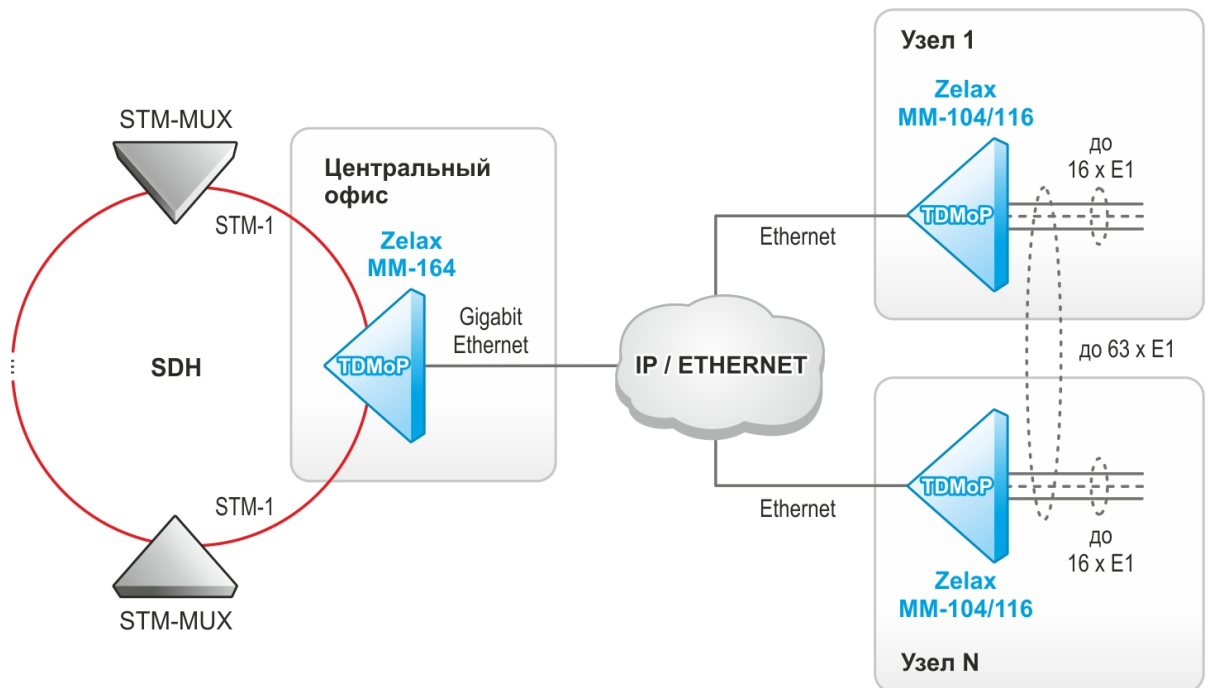 STM-MUX
STM-1
SDH
STM-1
STM-MUX
Центральный
офис
Zelax
MM-164
TDMoP
Gigabit
Ethernet
IP / ETHERNET
Ethernet
Ethernet
Узел 1
Zelax
MM-104/116
TDMoP
до
16 x E1
до 63 x E1
TDMoP
до
16 x E1
Zelax
MM-104/116
Узел N